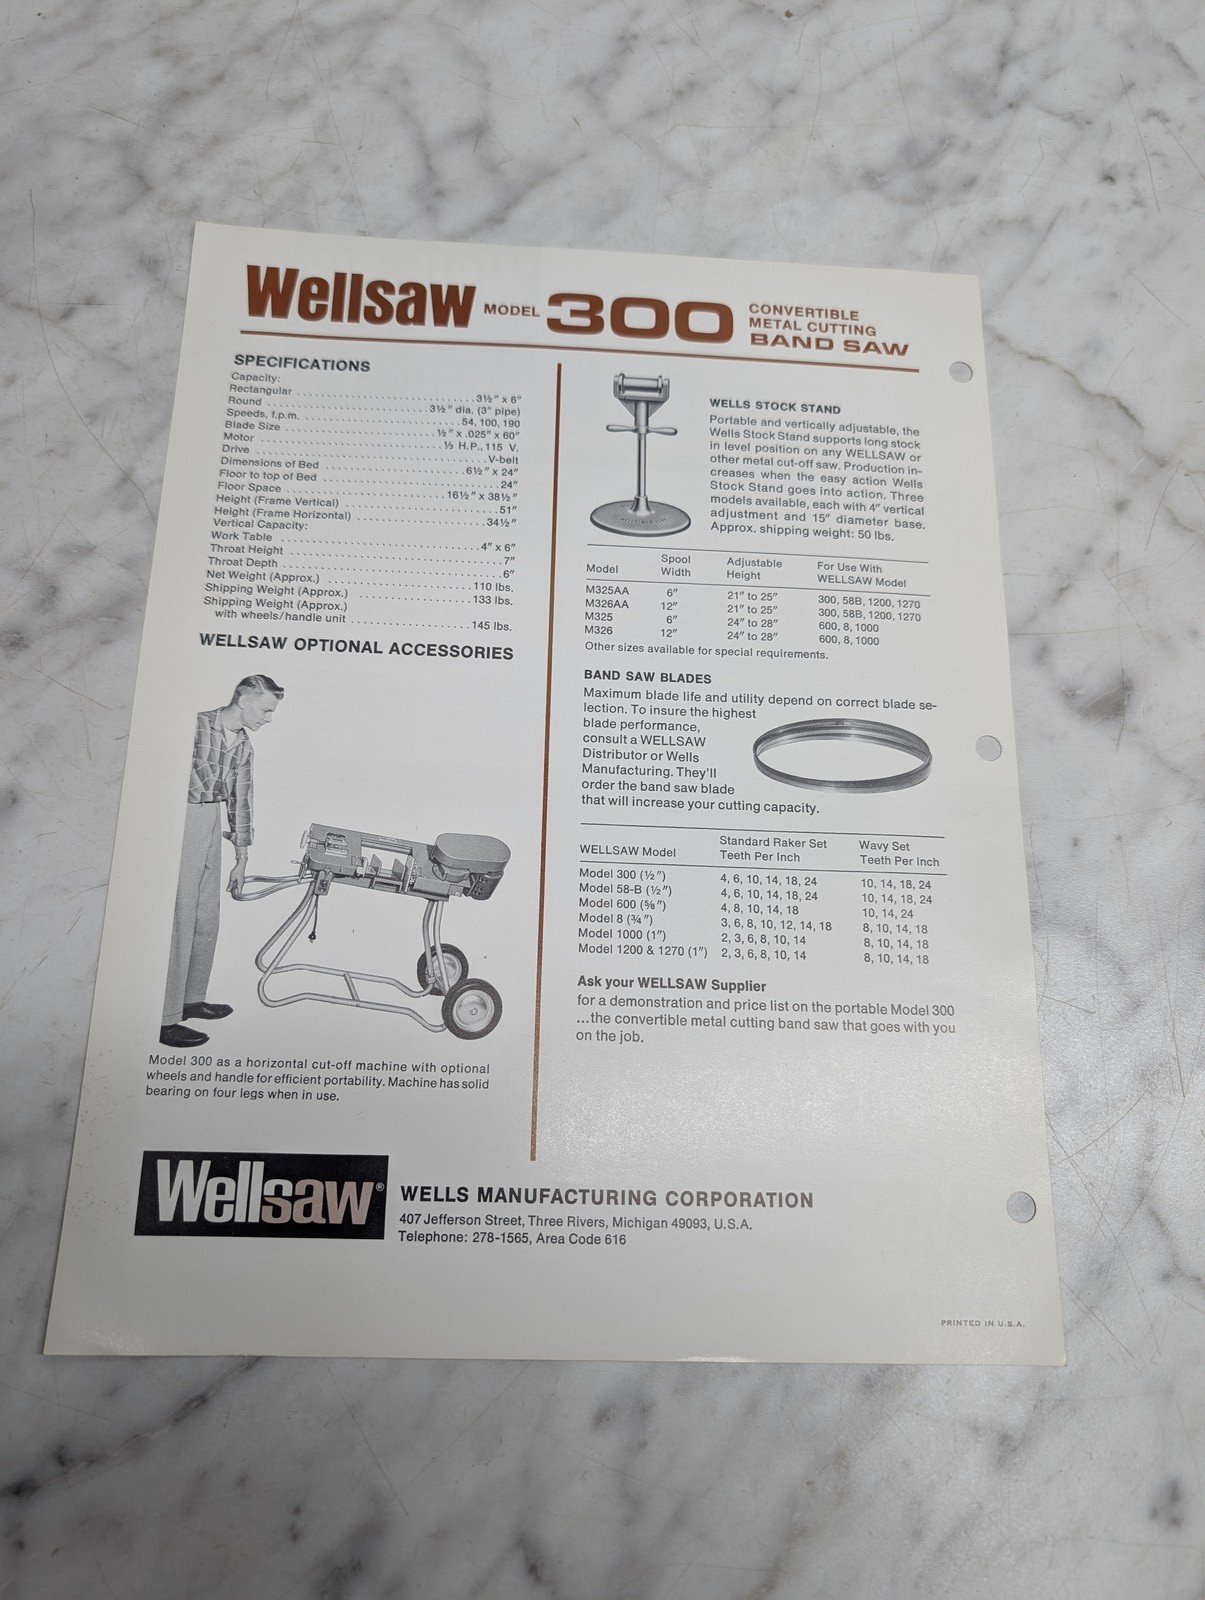 Wellsaw MODEL 300 CONVERTIBLE
METAL CUTTING
BAND SAW
SPECIFICATIONS
Capacity:
Rectangular ........ 3½" x 6"
Round ........ 3½" dia. (3" pipe)
Speeds, f.p.m. ........ 54, 100, 190
Blade Size ........ ½" x .025" x 60"
Motor ........ ⅓ H.P., 115 V.
Drive ........ V-belt
Dimensions of Bed ........ 6½" x 24"
Floor to top of Bed ........ 24"
Floor Space ........ 16½" x 38½"
Height (Frame Vertical) ........ 51"
Height (Frame Horizontal) ........ 34½"
Vertical Capacity:
Work Table ........ 4" x 6"
Throat Height ........ 7"
Throat Depth ........ 6"
Net Weight (Approx.) ........ 110 lbs.
Shipping Weight (Approx.) ........ 133 lbs.
Shipping Weight (Approx.)
with wheels/handle unit ........ 145 lbs.
WELLSAW OPTIONAL ACCESSORIES
Model 300 as a horizontal cut-off machine with optional
wheels and handle for efficient portability. Machine has solid
bearing on four legs when in use.
WELLS STOCK STAND
Portable and vertically adjustable, the
Wells Stock Stand supports long stock
in level position on any WELLSAW or
other metal cut-off saw. Production in-
creases when the easy action Wells
Stock Stand goes into action. Three
models available, each with 4" vertical
adjustment and 15" diameter base.
Approx. shipping weight: 50 lbs.
Model Spool Width Adjustable Height For Use With WELLSAW Model
M325AA 6" 21" to 25" 300, 58B, 1200, 1270
M326AA 12" 21" to 25" 300, 58B, 1200, 1270
M325 6" 24" to 28" 600, 8, 1000
M326 12" 24" to 28" 600, 8, 1000
Other sizes available for special requirements.
BAND SAW BLADES
Maximum blade life and utility depend on correct blade se-
lection. To insure the highest
blade performance,
consult a WELLSAW
Distributor or Wells
Manufacturing. They'll
order the band saw blade
that will increase your cutting capacity.
WELLSAW Model Standard Raker Set Teeth Per Inch Wavy Set Teeth Per Inch
Model 300 (½") 4, 6, 10, 14, 18, 24 10, 14, 18, 24
Model 58-B (½") 4, 6, 10, 14, 18, 24 10, 14, 18, 24
Model 600 (⅝") 4, 8, 10, 14, 18 10, 14, 24
Model 8 (¾") 3, 6, 8, 10, 12, 14, 18 8, 10, 14, 18
Model 1000 (1") 2, 3, 6, 8, 10, 14 8, 10, 14, 18
Model 1200 & 1270 (1") 2, 3, 6, 8, 10, 14 8, 10, 14, 18
Ask your WELLSAW Supplier
for a demonstration and price list on the portable Model 300
...the convertible metal cutting band saw that goes with you
on the job.
Wellsaw®
WELLS MANUFACTURING CORPORATION
407 Jefferson Street, Three Rivers, Michigan 49093, U.S.A.
Telephone: 278-1565, Area Code 616
PRINTED IN U.S.A.